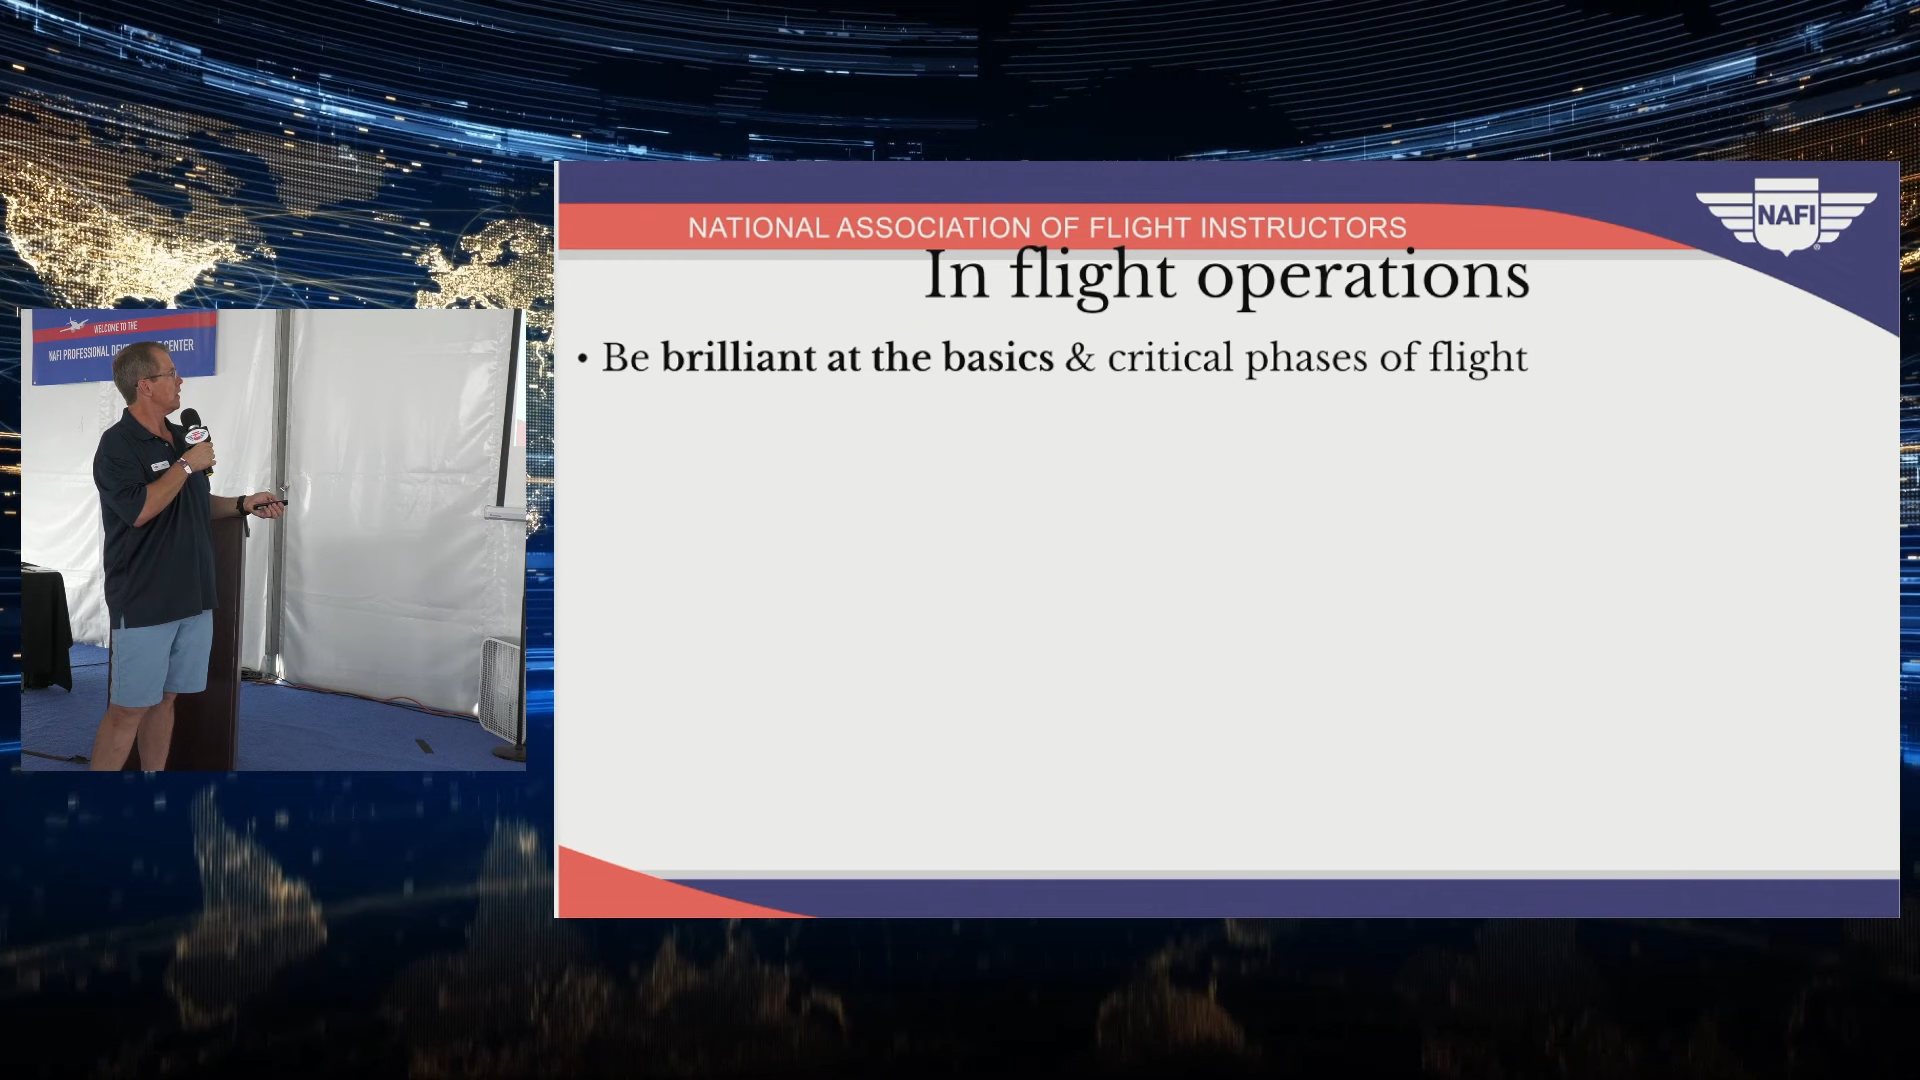 WELCOME TO THE
NAFI PROFESSIONAL CENTER
NATIONAL ASSOCIATION OF FLIGHT INSTRUCTORS
NAFI
In flight operations
• Be brilliant at the basics & critical phases of flight